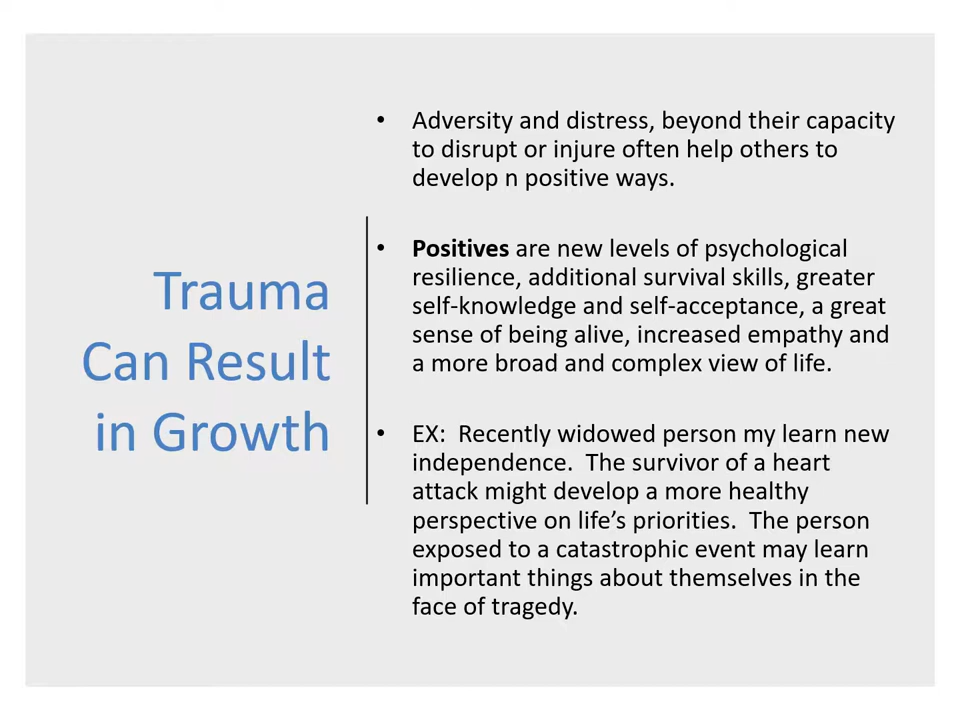 Trauma
Can Result
in Growth
• Adversity and distress, beyond their capacity
to disrupt or injure often help others to
develop n positive ways.
• Positives are new levels of psychological
resilience, additional survival skills, greater
self-knowledge and self-acceptance, a great
sense of being alive, increased empathy and
a more broad and complex view of life.
• EX:  Recently widowed person my learn new
independence.  The survivor of a heart
attack might develop a more healthy
perspective on life’s priorities.  The person
exposed to a catastrophic event may learn
important things about themselves in the
face of tragedy.